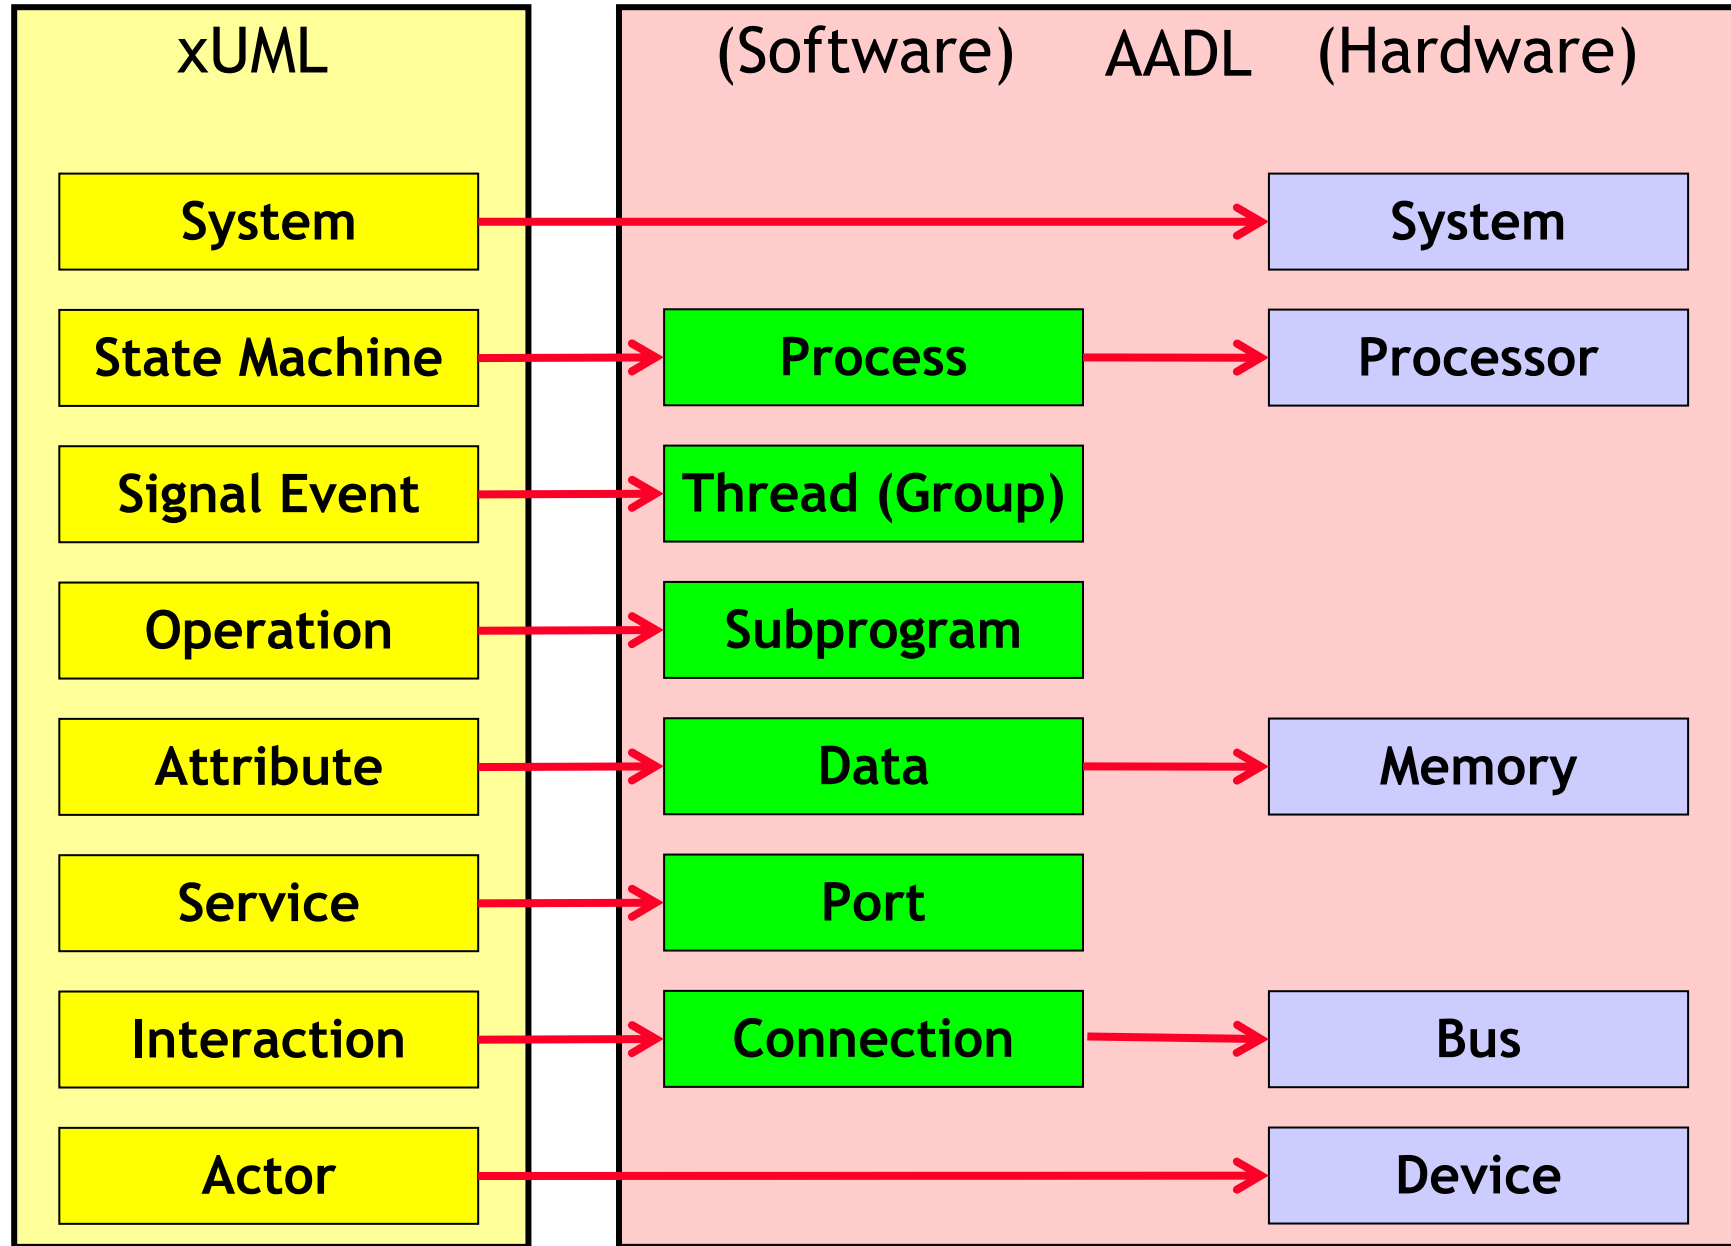 xUML
(Software) AADL (Hardware)
System System
State Machine Process Processor
Signal Event Thread (Group)
Operation Subprogram
Attribute Data Memory
Service Port
Interaction Connection Bus
Actor Device